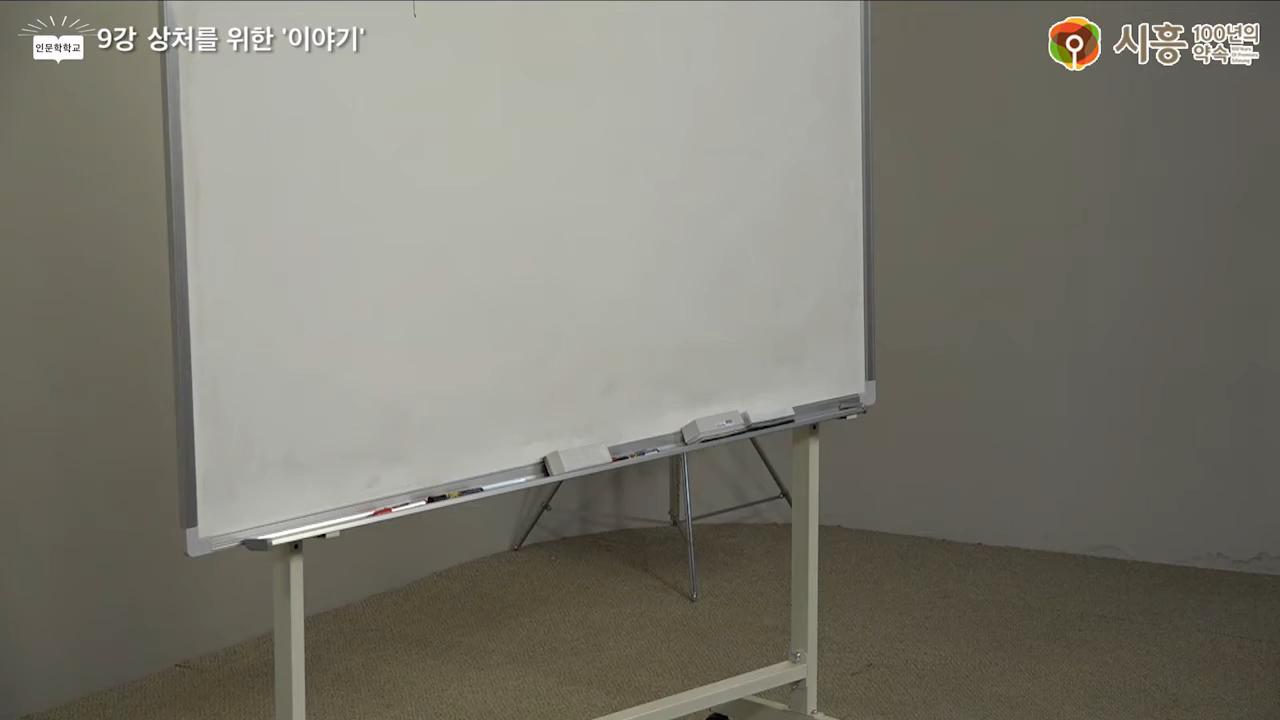 인문학학교
9강 상처를 위한 '이야기'
시흥
100년의
약속